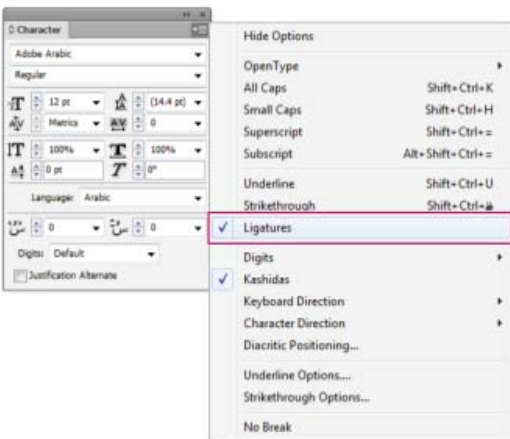 Character
Adobe Arabic
Regular
12 pt (14.4 pt)
Metrics 0
100% 100%
0 pt 0°
Language: Arabic
0 0
Digits: Default
Justification Alternate
Hide Options
OpenType
All Caps Shift+Ctrl+K
Small Caps Shift+Ctrl+H
Superscript Shift+Ctrl+=
Subscript Alt+Shift+Ctrl+=
Underline Shift+Ctrl+U
Strikethrough Shift+Ctrl+
Ligatures
Digits
Kashidas
Keyboard Direction
Character Direction
Diacritic Positioning...
Underline Options....
Strikethrough Options...
No Break